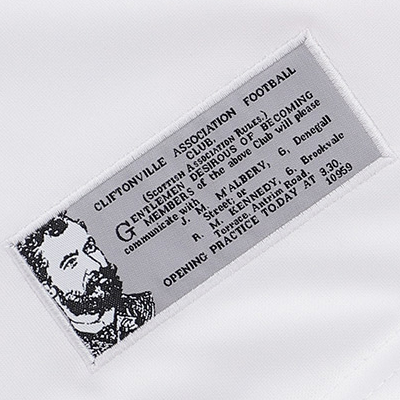 CLIFTONVILLE ASSOCIATION FOOTBALL
CLUB.
(SCOTTISH ASSOCIATION RULES.)
GENTLEMEN DESIROUS OF BECOMING
MEMBERS of the above Club will please
communicate with
J. M. M'ALBERY, 6, Donegall
Street; or
R. M. KENNEDY, 6, Brookvale
Terrace, Antrim Road.
OPENING PRACTICE TODAY AT 3.30.
10959